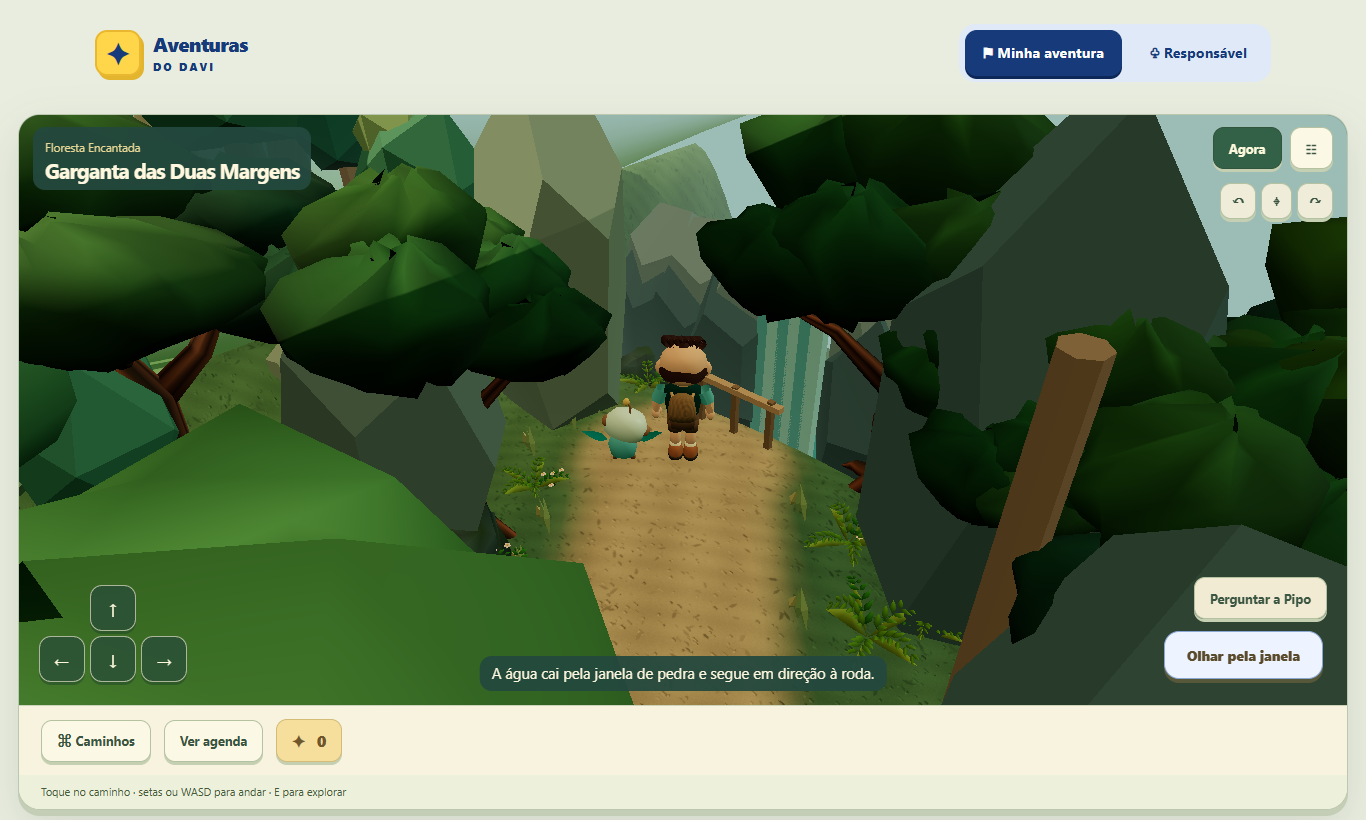 Aventuras
DO DAVI
Minha aventura
Responsável
Floresta Encantada
Garganta das Duas Margens
Agora
Perguntar a Pipo
Olhar pela janela
A água cai pela janela de pedra e segue em direção à roda.
⌘ Caminhos
Ver agenda
✦ 0
Toque no caminho · setas ou WASD para andar · E para explorar